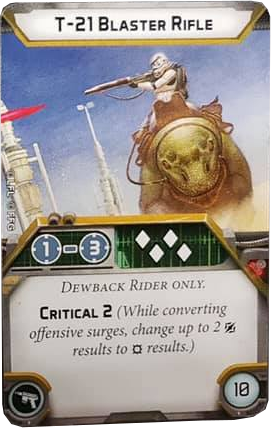 T-21 BLASTER RIFLE
1-3
DEWBACK RIDER ONLY.
CRITICAL 2 (While converting
offensive surges, change up to 2
results to results.)
10